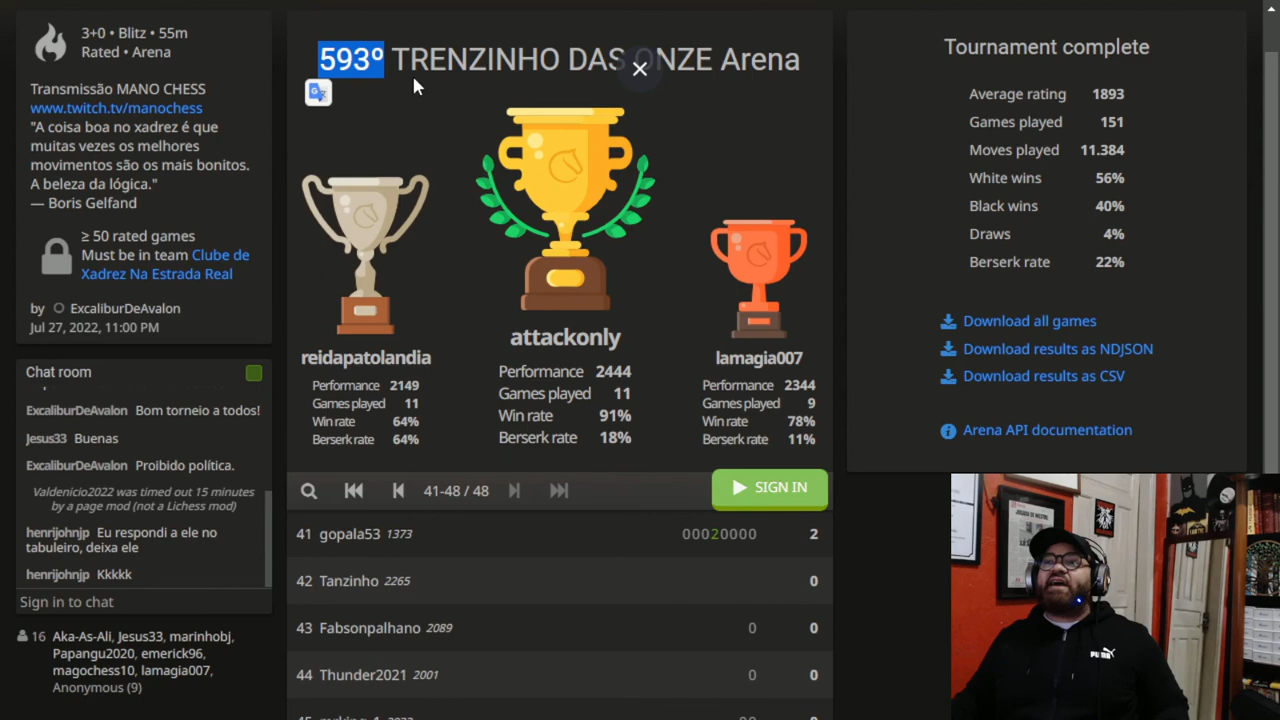 3+0 • Blitz • 55m
Rated • Arena
Transmissão MANO CHESS
www.twitch.tv/manochess
"A coisa boa no xadrez é que
muitas vezes os melhores
movimentos são os mais bonitos.
A beleza da lógica."
— Boris Gelfand
≥ 50 rated games
Must be in team Clube de
Xadrez Na Estrada Real
by ExcaliburDeAvalon
Jul 27, 2022, 11:00 PM
Chat room
ExcaliburDeAvalon Bom torneio a todos!
Jesus33 Buenas
ExcaliburDeAvalon Proibido política.
Valdenicio2022 was timed out 15 minutes
by a page mod (not a Lichess mod)
henrijohnjp Eu respondi a ele no
tabuleiro, deixa ele
henrijohnjp Kkkkk
Sign in to chat
16 Aka-As-Ali, Jesus33, marinhobj,
Papangu2020, emerick96,
magochess10, lamagia007,
Anonymous (9)
593º TRENZINHO DAS ONZE Arena
reidapatolandia
Performance 2149
Games played 11
Win rate 64%
Berserk rate 64%
attackonly
Performance 2444
Games played 11
Win rate 91%
Berserk rate 18%
lamagia007
Performance 2344
Games played 9
Win rate 78%
Berserk rate 11%
41-48 / 48
SIGN IN
41 gopala53 1373 000020000 2
42 Tanzinho 2265 0
43 Fabsonpalhano 2089 0 0
44 Thunder2021 2001 0 0
Tournament complete
Average rating 1893
Games played 151
Moves played 11.384
White wins 56%
Black wins 40%
Draws 4%
Berserk rate 22%
Download all games
Download results as NDJSON
Download results as CSV
Arena API documentation
PUMA